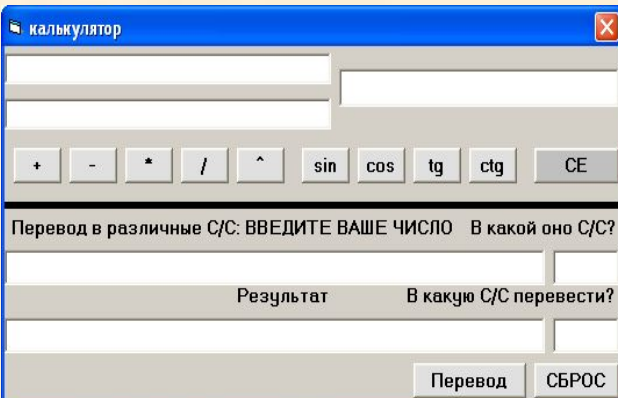 калькулятор
+ - * / ^ sin cos tg ctg CE
Перевод в различные С/С: ВВЕДИТЕ ВАШЕ ЧИСЛО В какой оно С/С?
Результат В какую С/С перевести?
Перевод СБРОС